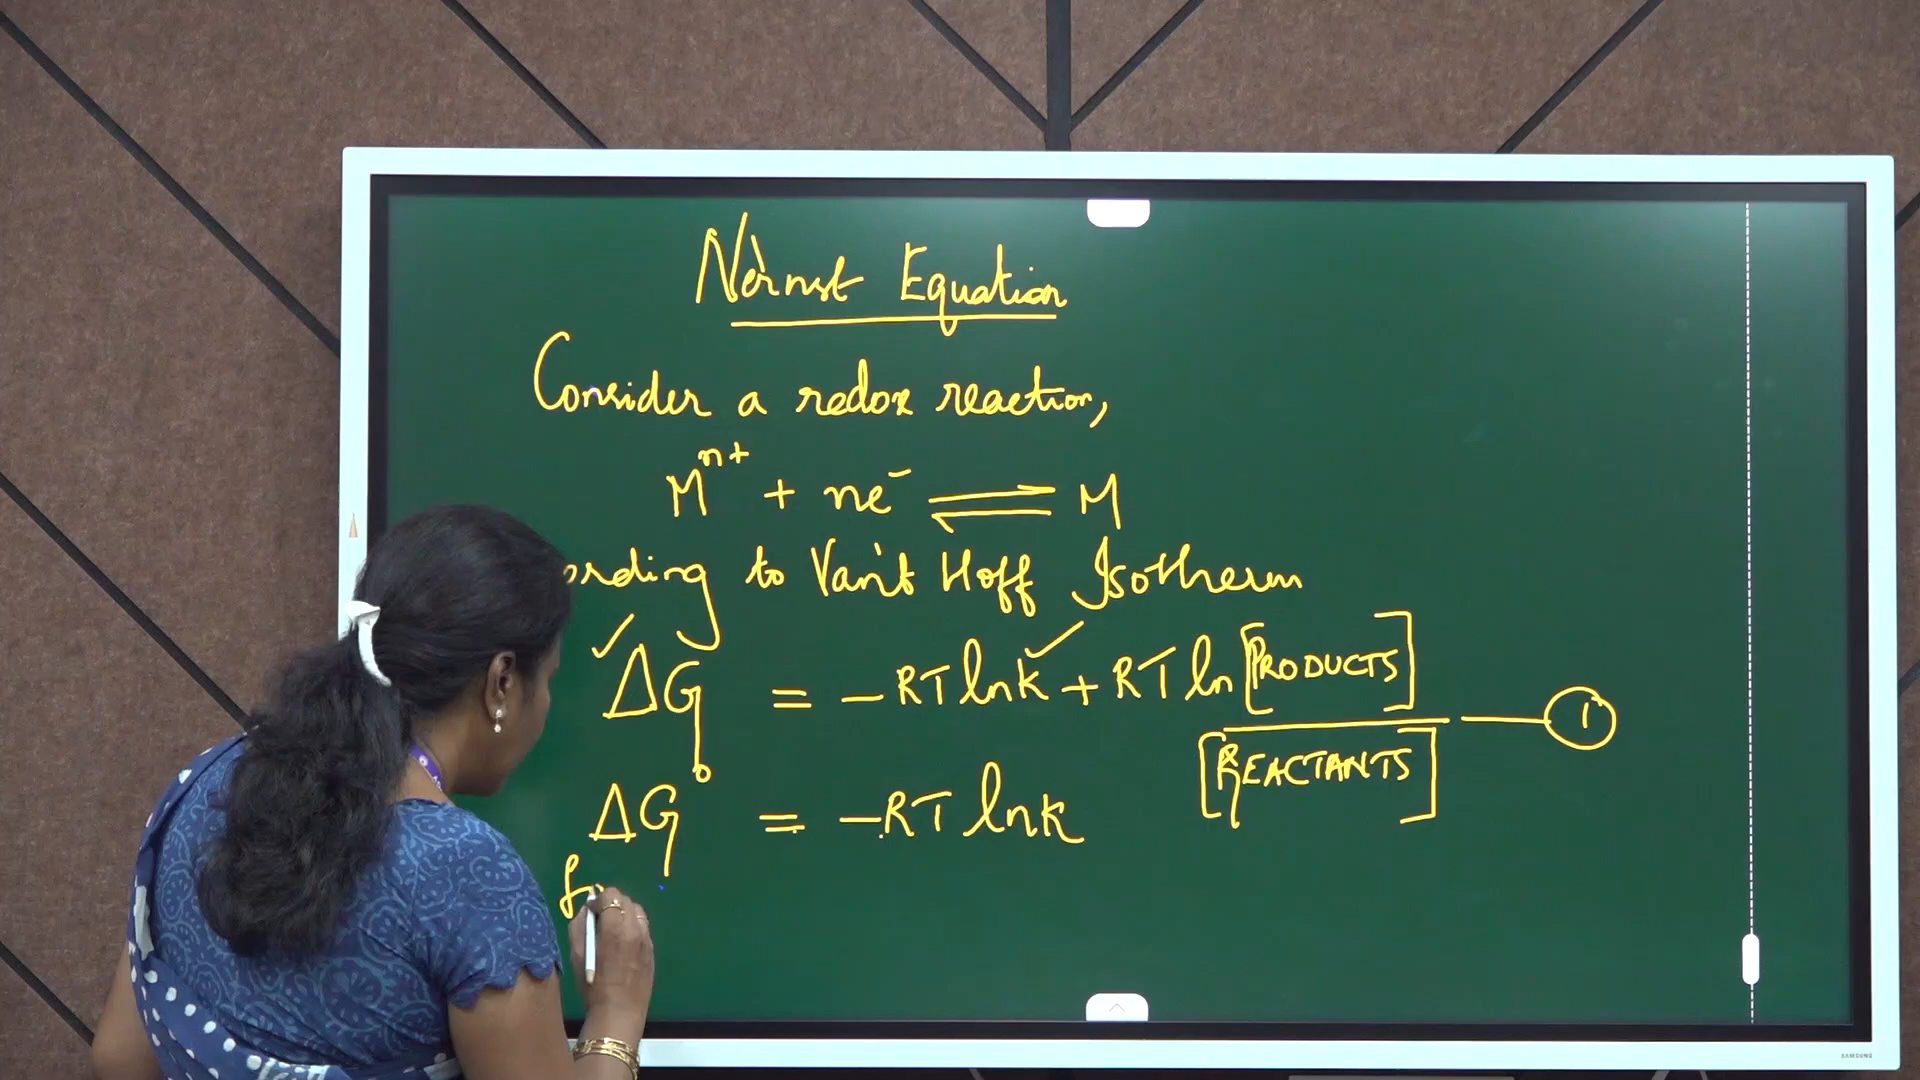 Nernst Equation
Consider a redox reaction,
Mⁿ⁺ + ne⁻ ⇌ M
ording to Van't Hoff Isotherm
ΔG = -RT lnK + RT ln [PRODUCTS] / [REACTANTS] — ①
ΔG° = -RT lnK
SAMSUNG